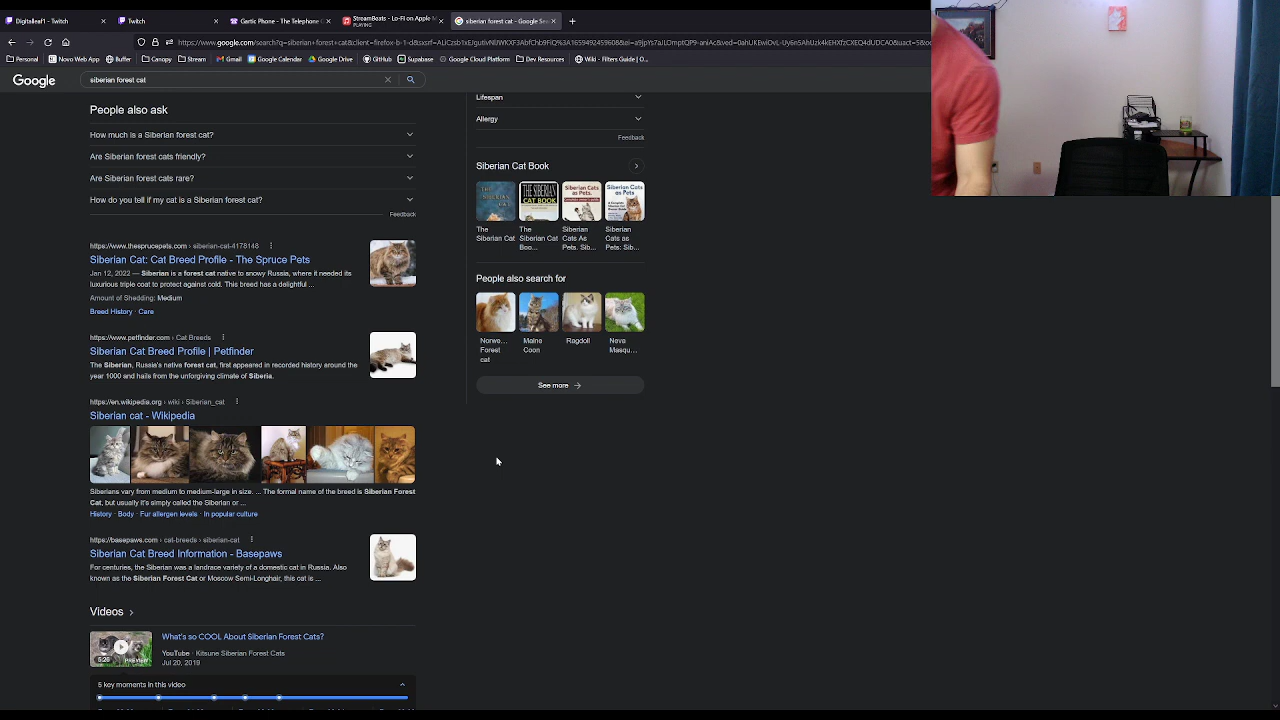 Digitalleaf1 - Twitch
Twitch
Gartic Phone - The Telephone G
StreamBeats - Lo-Fi on Apple M
PLAYING
siberian forest cat - Google Sea
Personal
Novo Web App
Buffer
Canvas
Stream
Gmail
Google Calendar
Google Drive
GitHub
Supabase
Google Cloud Platform
Dev Resources
Wiki - Filters Guide | O...
Google
siberian forest cat
People also ask
How much is a Siberian forest cat?
Are Siberian forest cats friendly?
Are Siberian forest cats rare?
How do you tell if my cat is a Siberian forest cat?
Feedback
https://www.thesprucepets.com › siberian-cat-4178148
Siberian Cat: Cat Breed Profile - The Spruce Pets
Jan 12, 2022 — Siberian is a forest cat native to snowy Russia, where it needed its
luxurious triple coat to protect against cold. This breed has a delightful ...
Amount of Shedding: Medium
Breed History · Care
https://www.petfinder.com › Cat Breeds
Siberian Cat Breed Profile | Petfinder
The Siberian, Russia's native forest cat, first appeared in recorded history around the
year 1000 and hails from the unforgiving climate of Siberia.
https://en.wikipedia.org › wiki › Siberian_cat
Siberian cat - Wikipedia
Siberians vary from medium to medium-large in size. ... The formal name of the breed is Siberian Forest
Cat, but usually it's simply called the Siberian or ...
History · Body · Fur allergen levels · In popular culture
https://basepaws.com › cat-breeds › siberian-cat
Siberian Cat Breed Information - Basepaws
For centuries, the Siberian was a landrace variety of a domestic cat in Russia. Also
known as the Siberian Forest Cat or Moscow Semi-Longhair, this cat is ...
Videos
What's so COOL About Siberian Forest Cats?
YouTube · Kitsune Siberian Forest Cats
Jul 20, 2019
5:26
PREVIEW
5 key moments in this video
Lifespan
Allergy
Feedback
Siberian Cat Book
The
Siberian Cat
The
Siberian Cat
Boo...
Siberian
Cats As
Pets. Sib...
Siberian
Cats as
Pets: Sib...
People also search for
Norwe...
Forest
cat
Maine
Coon
Ragdoll
Neva
Masqu...
See more